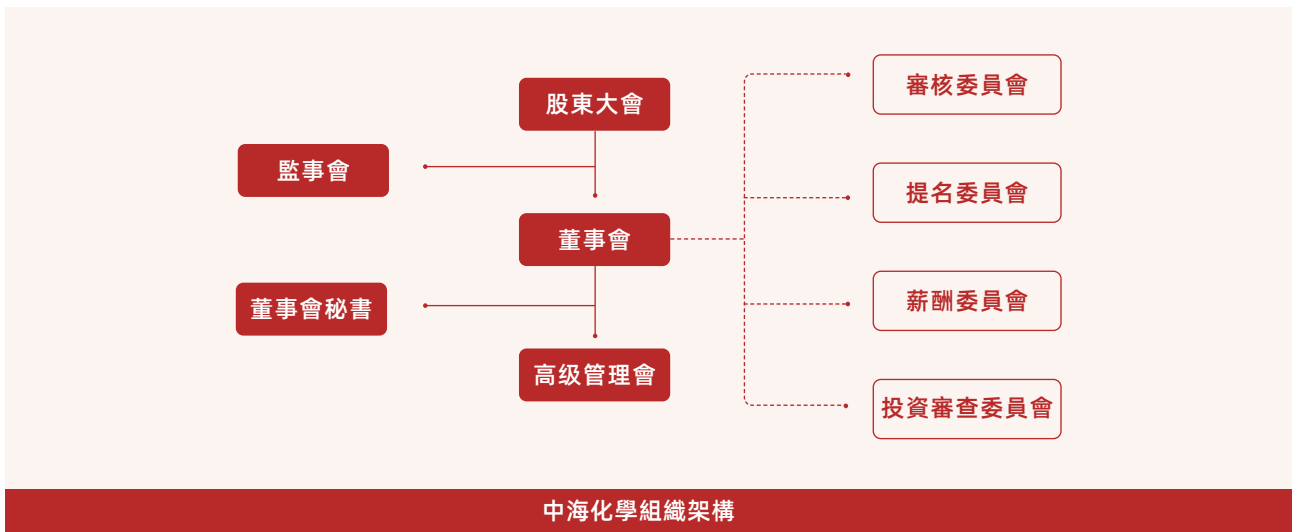 股東大會
監事會
董事會
董事會秘書
高级管理會
審核委員會
提名委員會
薪酬委員會
投資審查委員會
中海化學組織架構